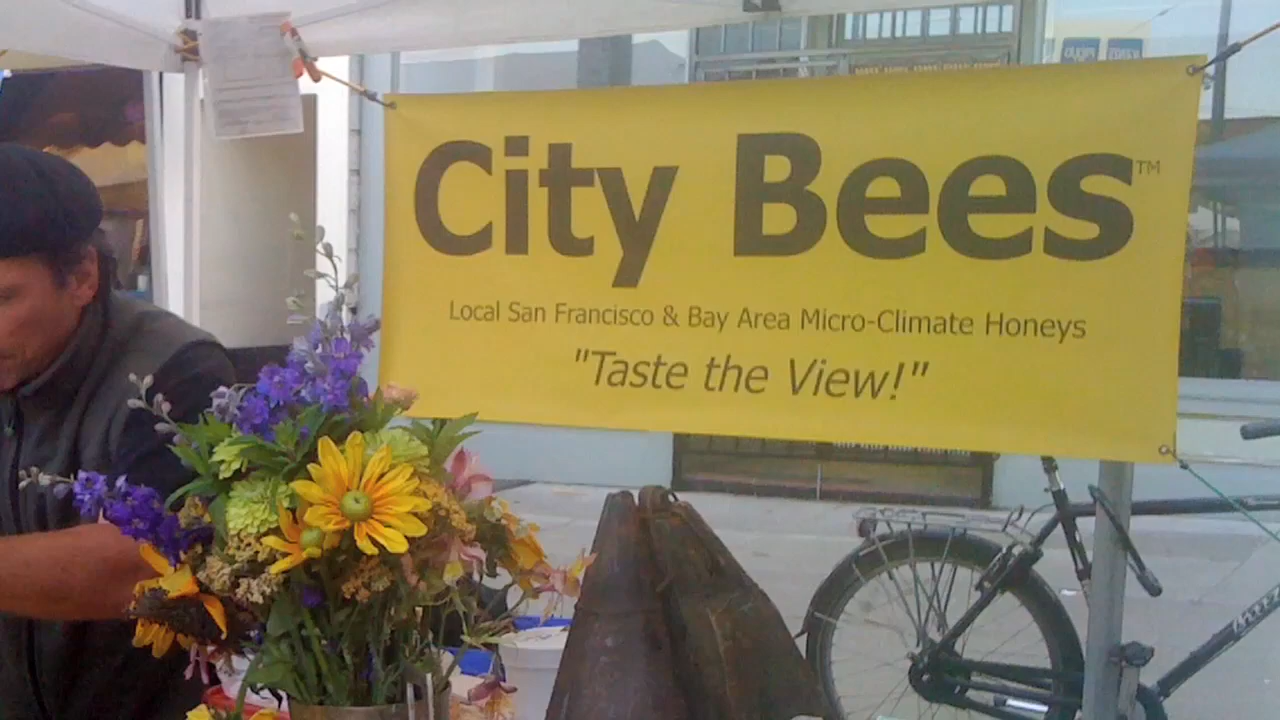 City Bees™
Local San Francisco & Bay Area Micro-Climate Honeys
"Taste the View!"